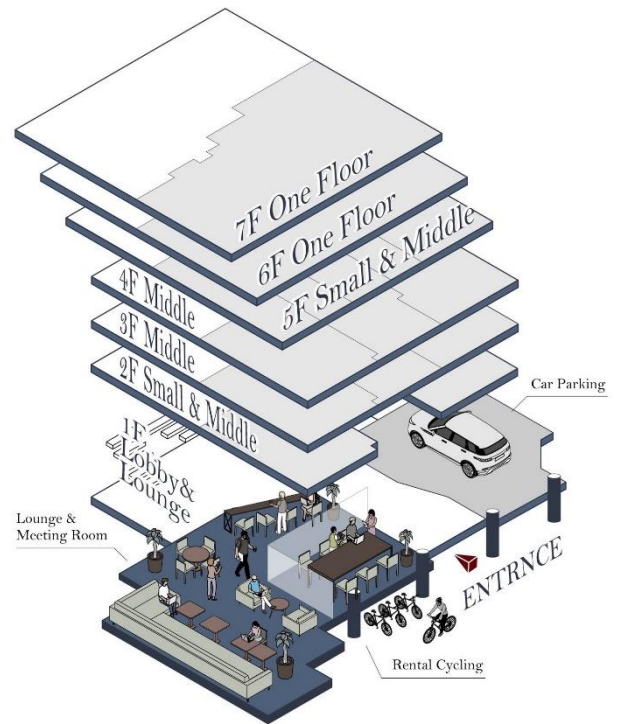 7F One Floor
6F One Floor
5F Small & Middle
4F Middle
3F Middle
2F Small & Middle
1F
Lobby&
Lounge
Car Parking
Lounge &
Meeting Room
ENTRNCE
Rental Cycling